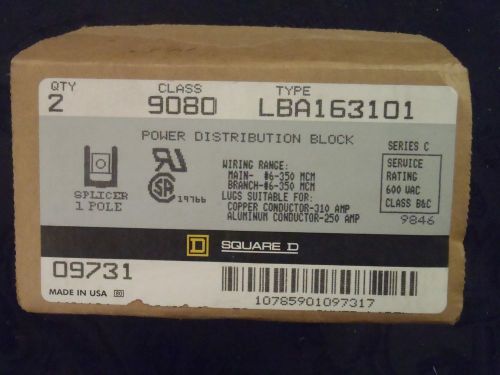 QTY CLASS TYPE
2 9080 LBA163101
POWER DISTRIBUTION BLOCK
SPLICER
1 POLE
RU
SA
19766
WIRING RANGE:
MAIN- #6-350 MCM
BRANCH-#6-350 MCM
LUGS SUITABLE FOR:
COPPER CONDUCTOR-310 AMP
ALUMINUM CONDUCTOR-250 AMP
SERIES C
SERVICE
RATING
600 VAC
CLASS B&C
9846
D SQUARE D
09731
MADE IN USA
10785901097317